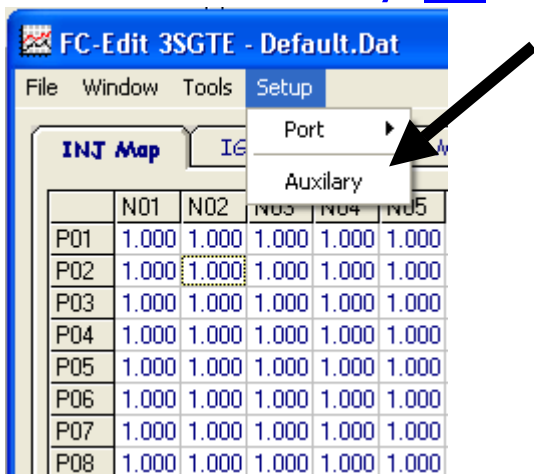 FC-Edit 3SGTE - Default.Dat
File Window Tools Setup
Port
INJ Map
Auxilary
N01 N02 N03 N04 N05
P01 1.000 1.000 1.000 1.000 1.000
P02 1.000 1.000 1.000 1.000 1.000
P03 1.000 1.000 1.000 1.000 1.000
P04 1.000 1.000 1.000 1.000 1.000
P05 1.000 1.000 1.000 1.000 1.000
P06 1.000 1.000 1.000 1.000 1.000
P07 1.000 1.000 1.000 1.000 1.000
P08 1.000 1.000 1.000 1.000 1.000